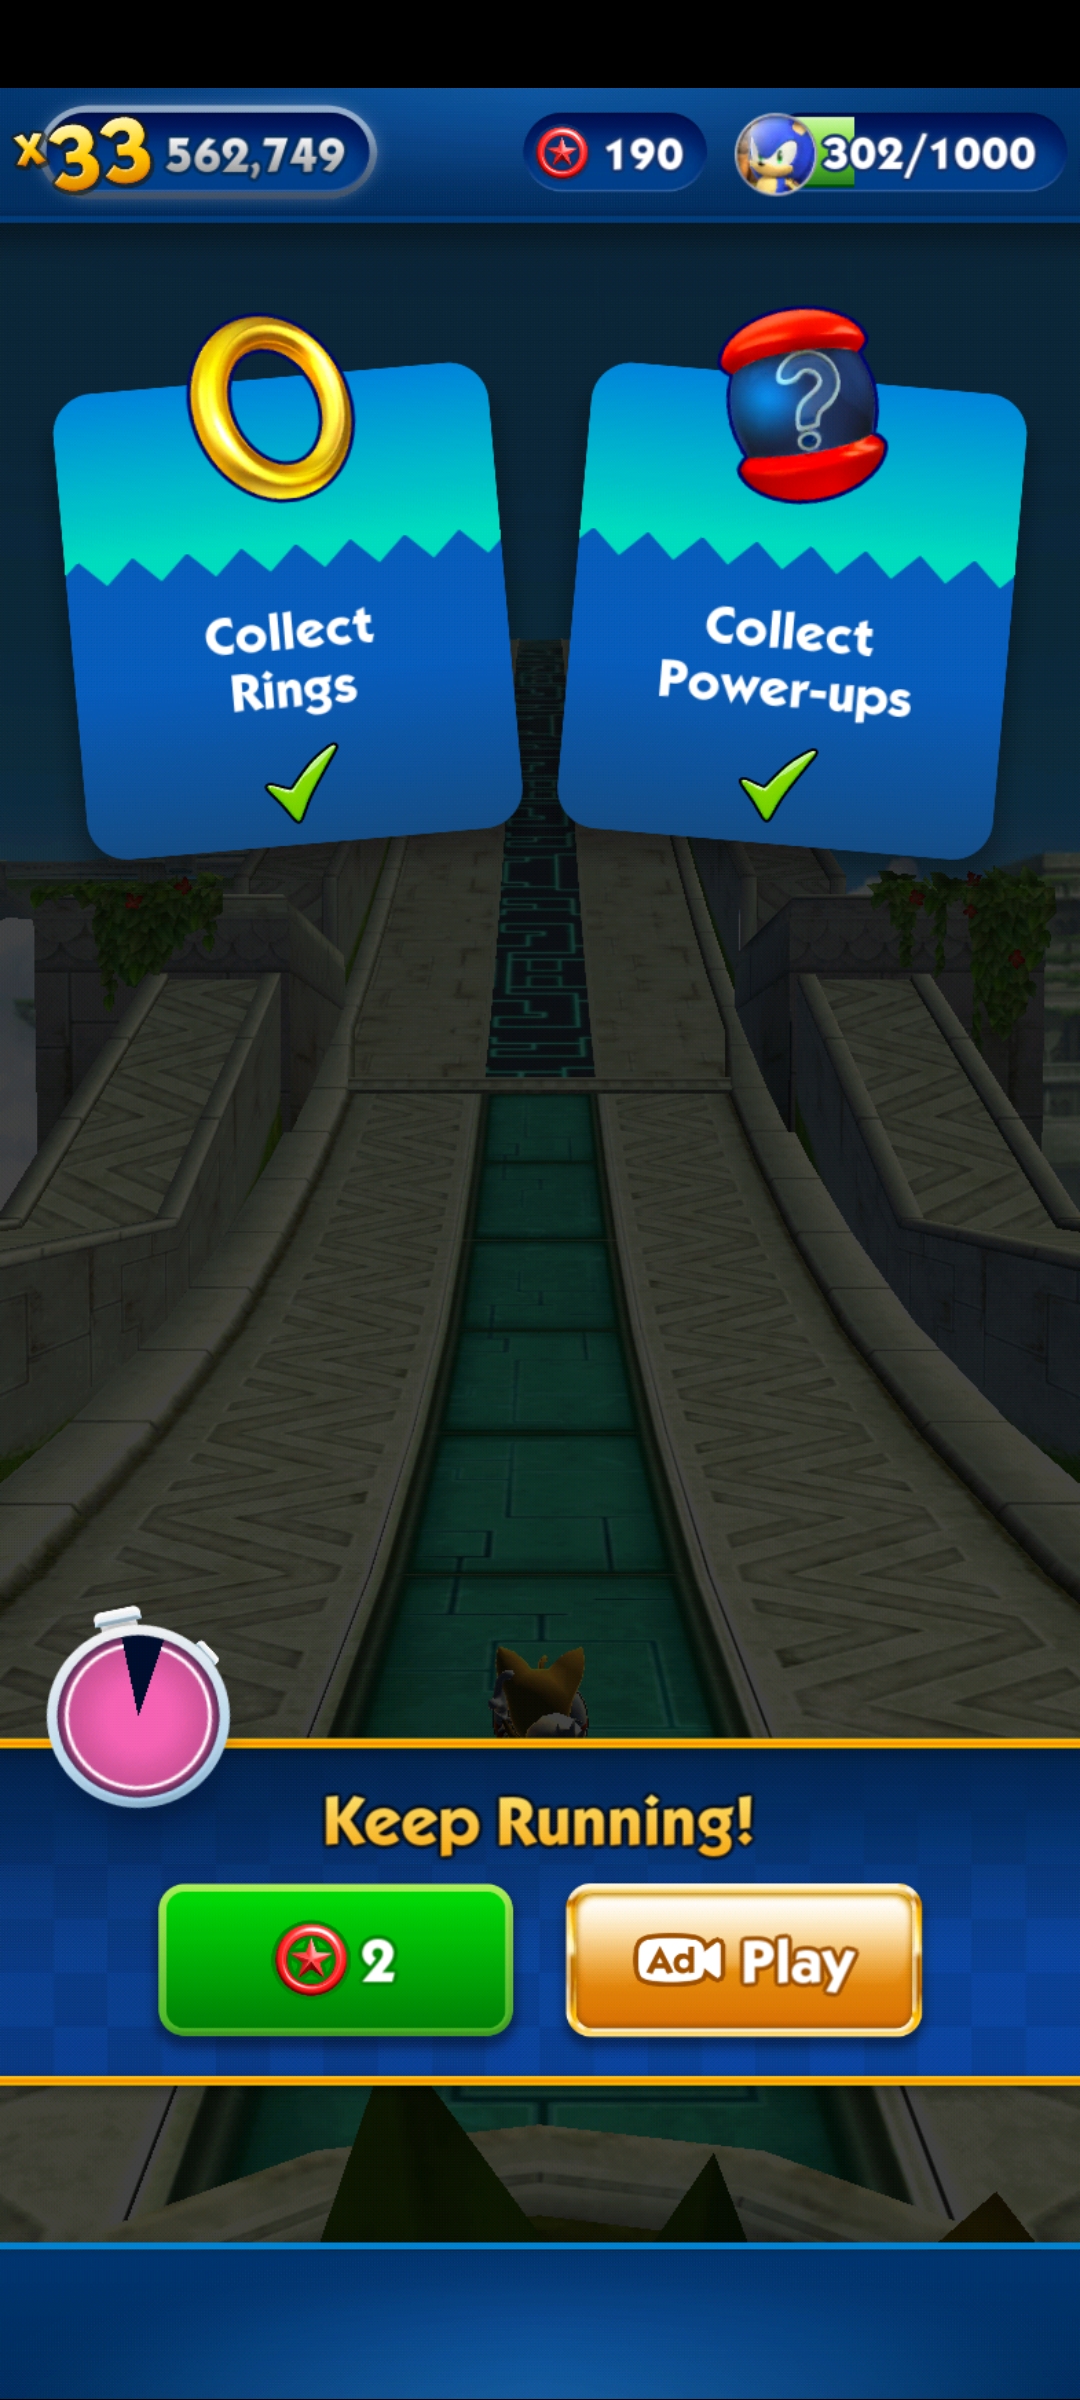 x33 562,749
190
302/1000
?
Collect
Rings
Collect
Power-ups
Keep Running!
2
Ad Play